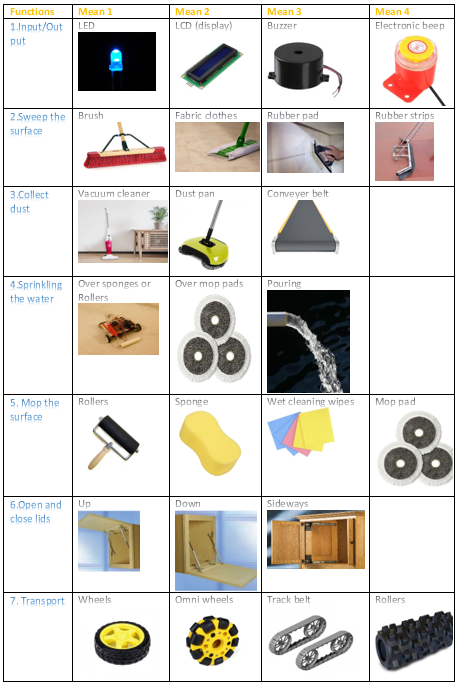 Functions Mean 1 Mean 2 Mean 3 Mean 4
1.Input/Out LED LCD (display) Buzzer Electronic beep
put
2.Sweep the Brush Fabric clothes Rubber pad Rubber strips
surface
3.Collect Vacuum cleaner Dust pan Conveyer belt
dust
4.Sprinkling Over sponges or Over mop pads Pouring
the water Rollers
5. Mop the Rollers Sponge Wet cleaning wipes Mop pad
surface
6.Open and Up Down Sideways
close lids
7. Transport Wheels Omni wheels Track belt Rollers